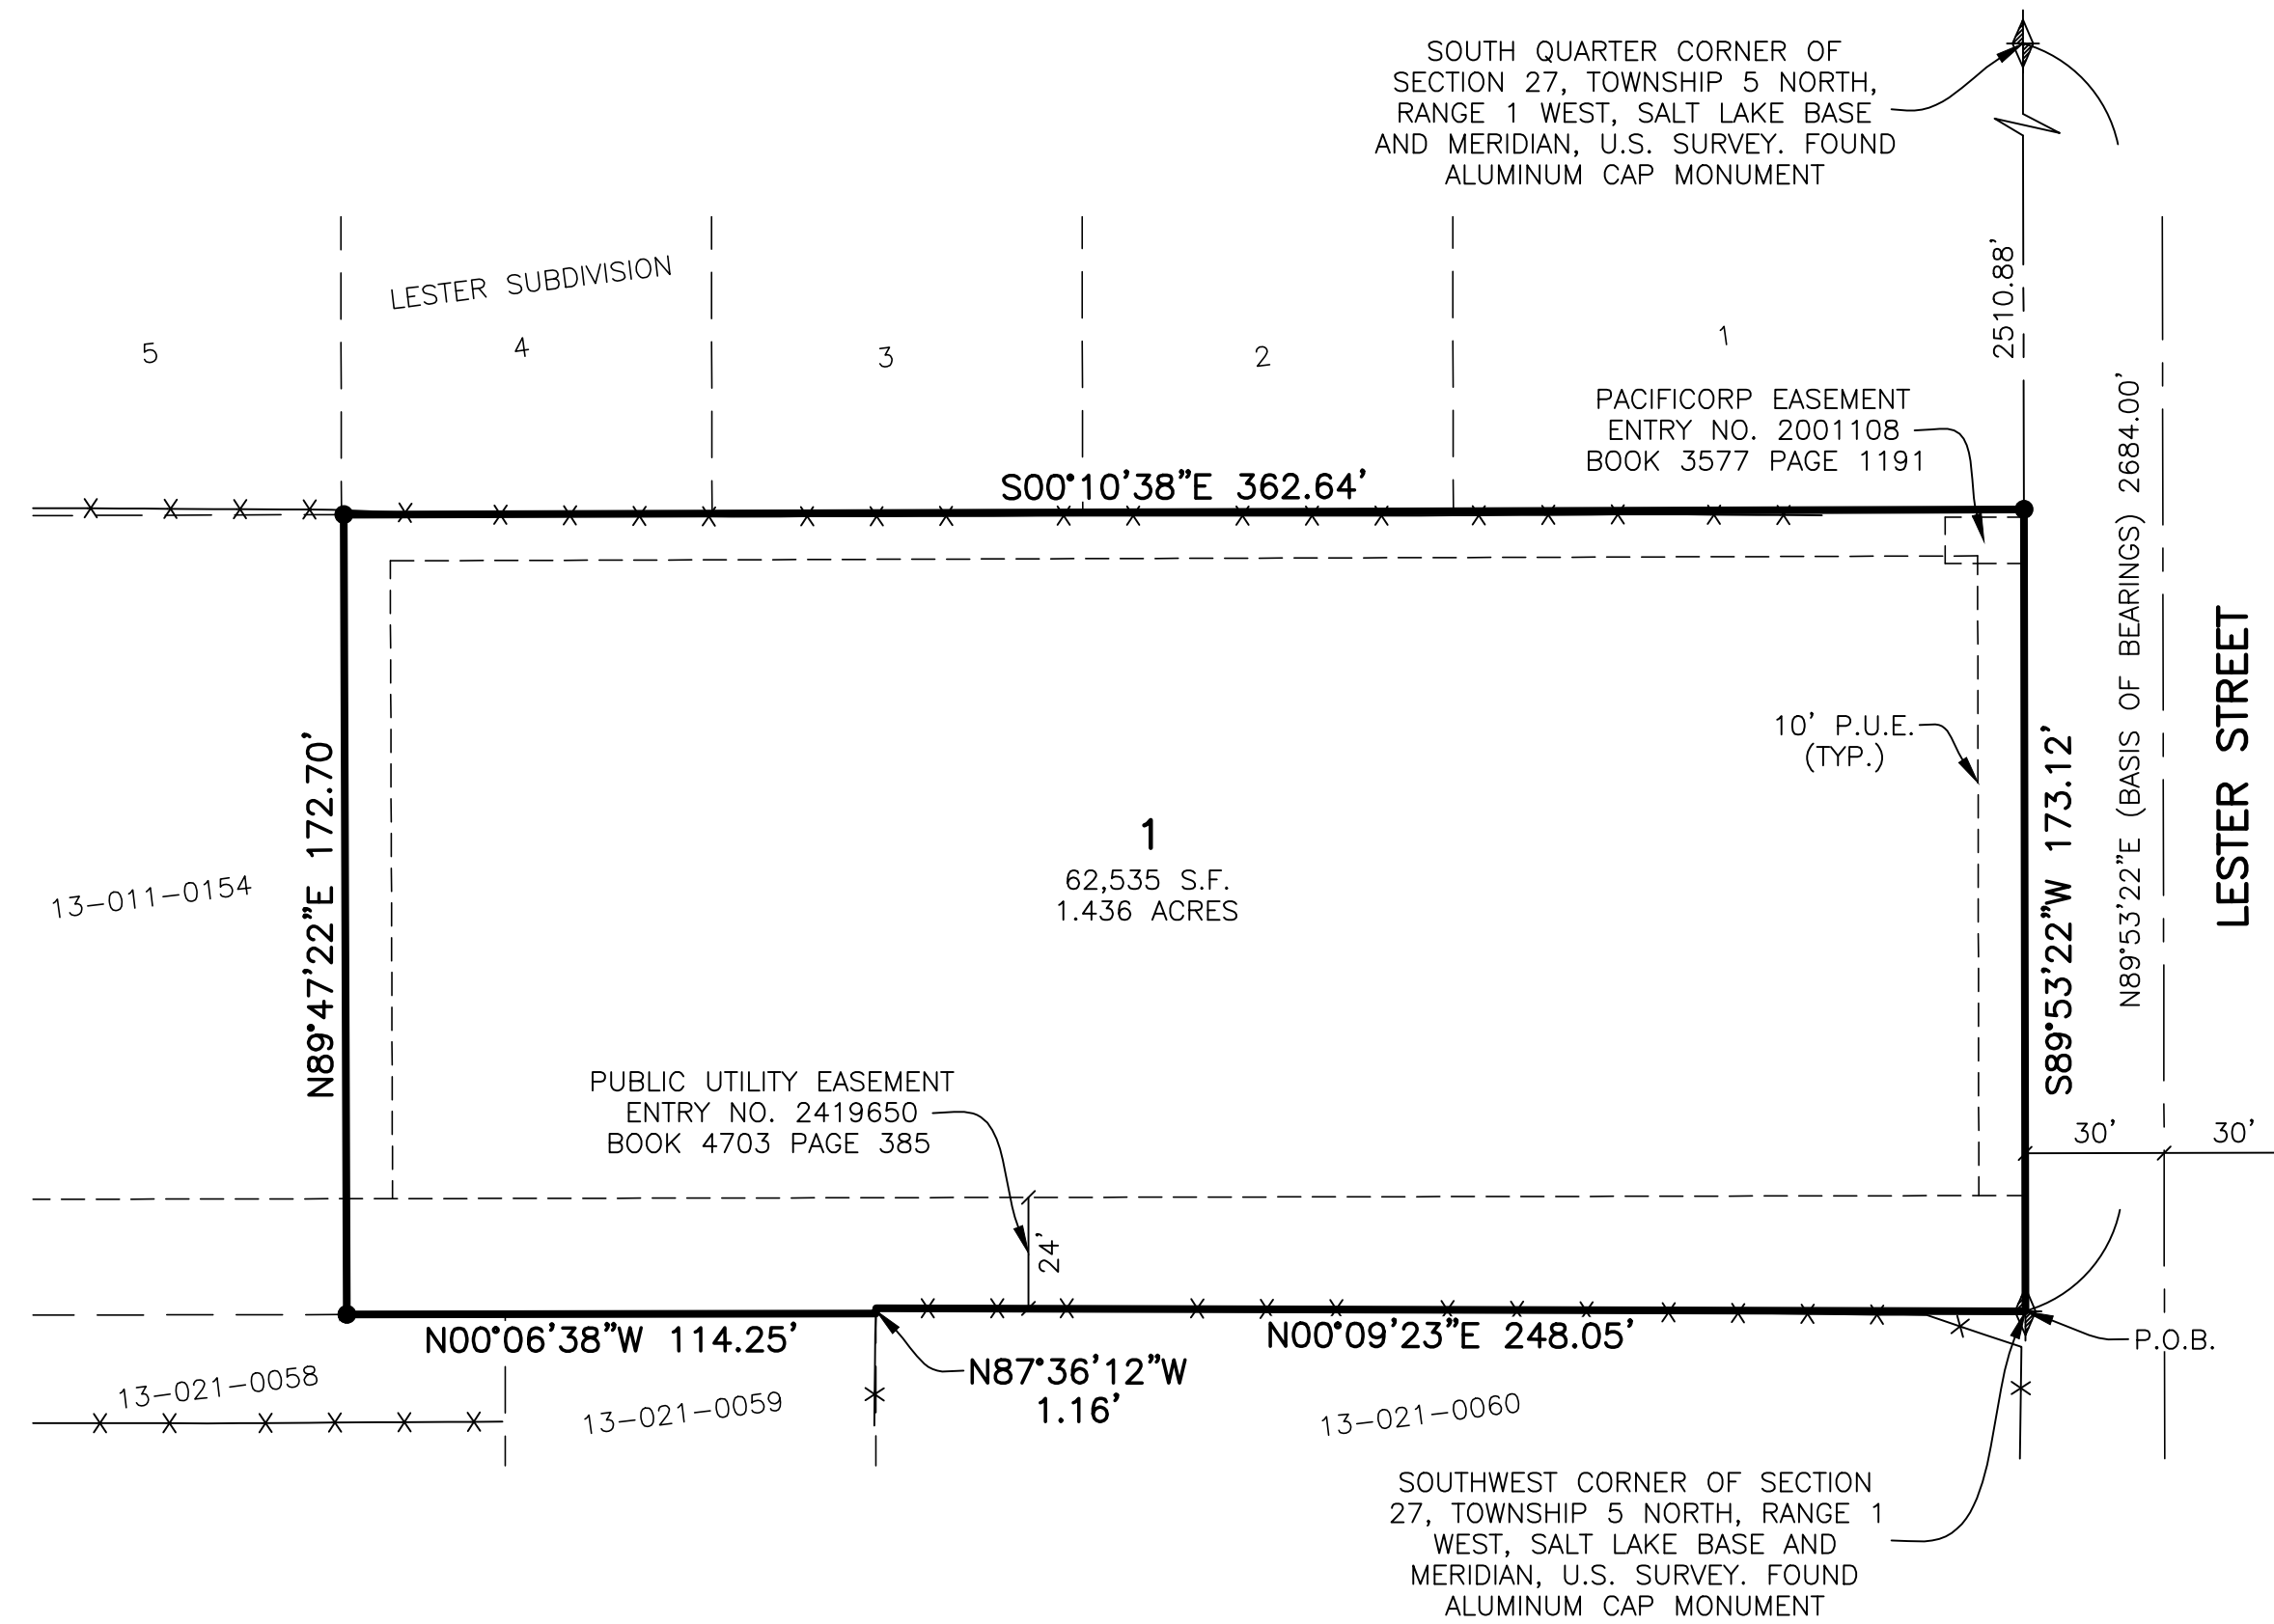 SOUTH QUARTER CORNER OF
SECTION 27, TOWNSHIP 5 NORTH,
RANGE 1 WEST, SALT LAKE BASE
AND MERIDIAN, U.S. SURVEY. FOUND
ALUMINUM CAP MONUMENT
2510.88'
LESTER SUBDIVISION
5
4
3
2
1
PACIFICORP EASEMENT
ENTRY NO. 2001108
BOOK 3577 PAGE 1191
S00°10'38"E 362.64'
N89°53'22"E (BASIS OF BEARINGS) 2684.00'
LESTER STREET
10' P.U.E.
(TYP.)
N89°47'22"E 172.70'
S89°53'22"W 173.12'
1
62,535 S.F.
1.436 ACRES
13-011-0154
PUBLIC UTILITY EASEMENT
ENTRY NO. 2419650
BOOK 4703 PAGE 385
24'
30'
30'
N00°06'38"W 114.25'
N00°09'23"E 248.05'
P.O.B.
N87°36'12"W
1.16'
13-021-0058
13-021-0059
13-021-0060
SOUTHWEST CORNER OF SECTION
27, TOWNSHIP 5 NORTH, RANGE 1
WEST, SALT LAKE BASE AND
MERIDIAN, U.S. SURVEY. FOUND
ALUMINUM CAP MONUMENT